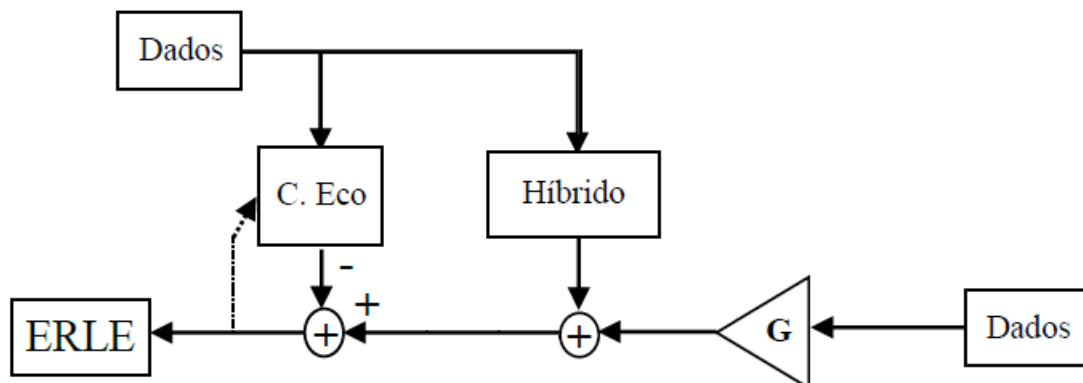 Dados
C. Eco
Híbrido
-
+
ERLE
+
+
G
Dados